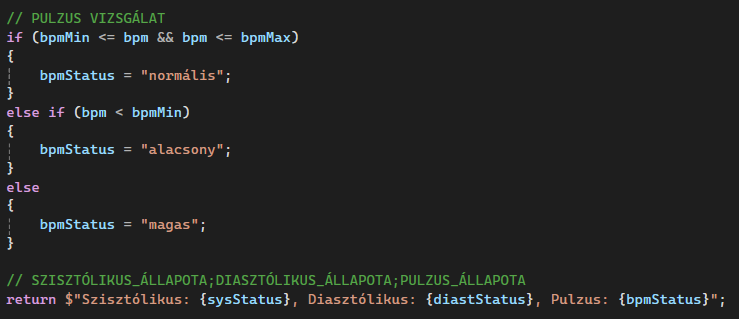 // PULZUS VIZSGÁLAT
if (bpmMin <= bpm && bpm <= bpmMax)
{
    bpmStatus = "normális";
}
else if (bpm < bpmMin)
{
    bpmStatus = "alacsony";
}
else
{
    bpmStatus = "magas";
}
// SZISZTÓLIKUS_ÁLLAPOTA;DIASZTÓLIKUS_ÁLLAPOTA;PULZUS_ÁLLAPOTA
return $"Szisztólikus: {sysStatus}, Diasztólikus: {diastStatus}, Pulzus: {bpmStatus}";